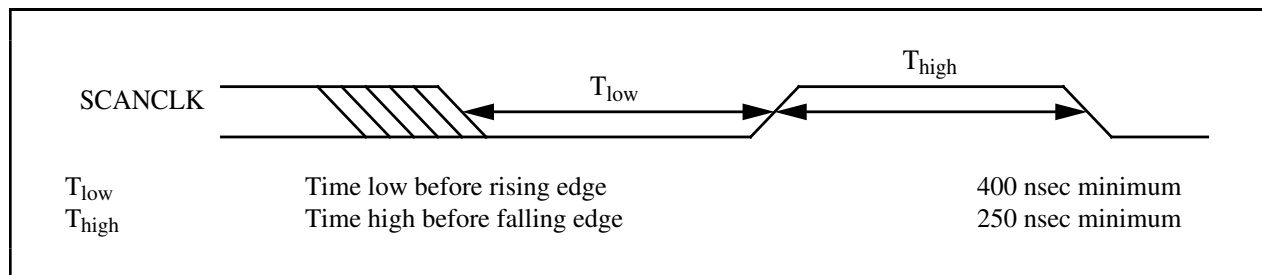 T_high
T_low
SCANCLK
T_low Time low before rising edge 400 nsec minimum
T_high Time high before falling edge 250 nsec minimum